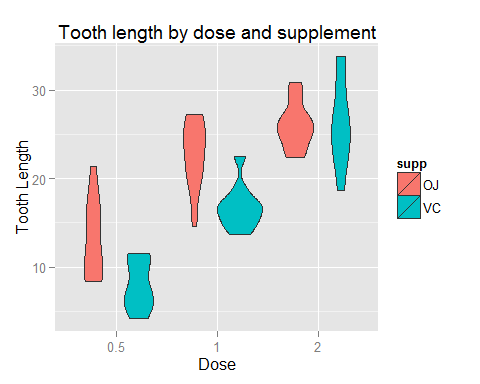 Tooth length by dose and supplement
Tooth Length
30
20
10
0.5
1
2
Dose
supp
OJ
VC